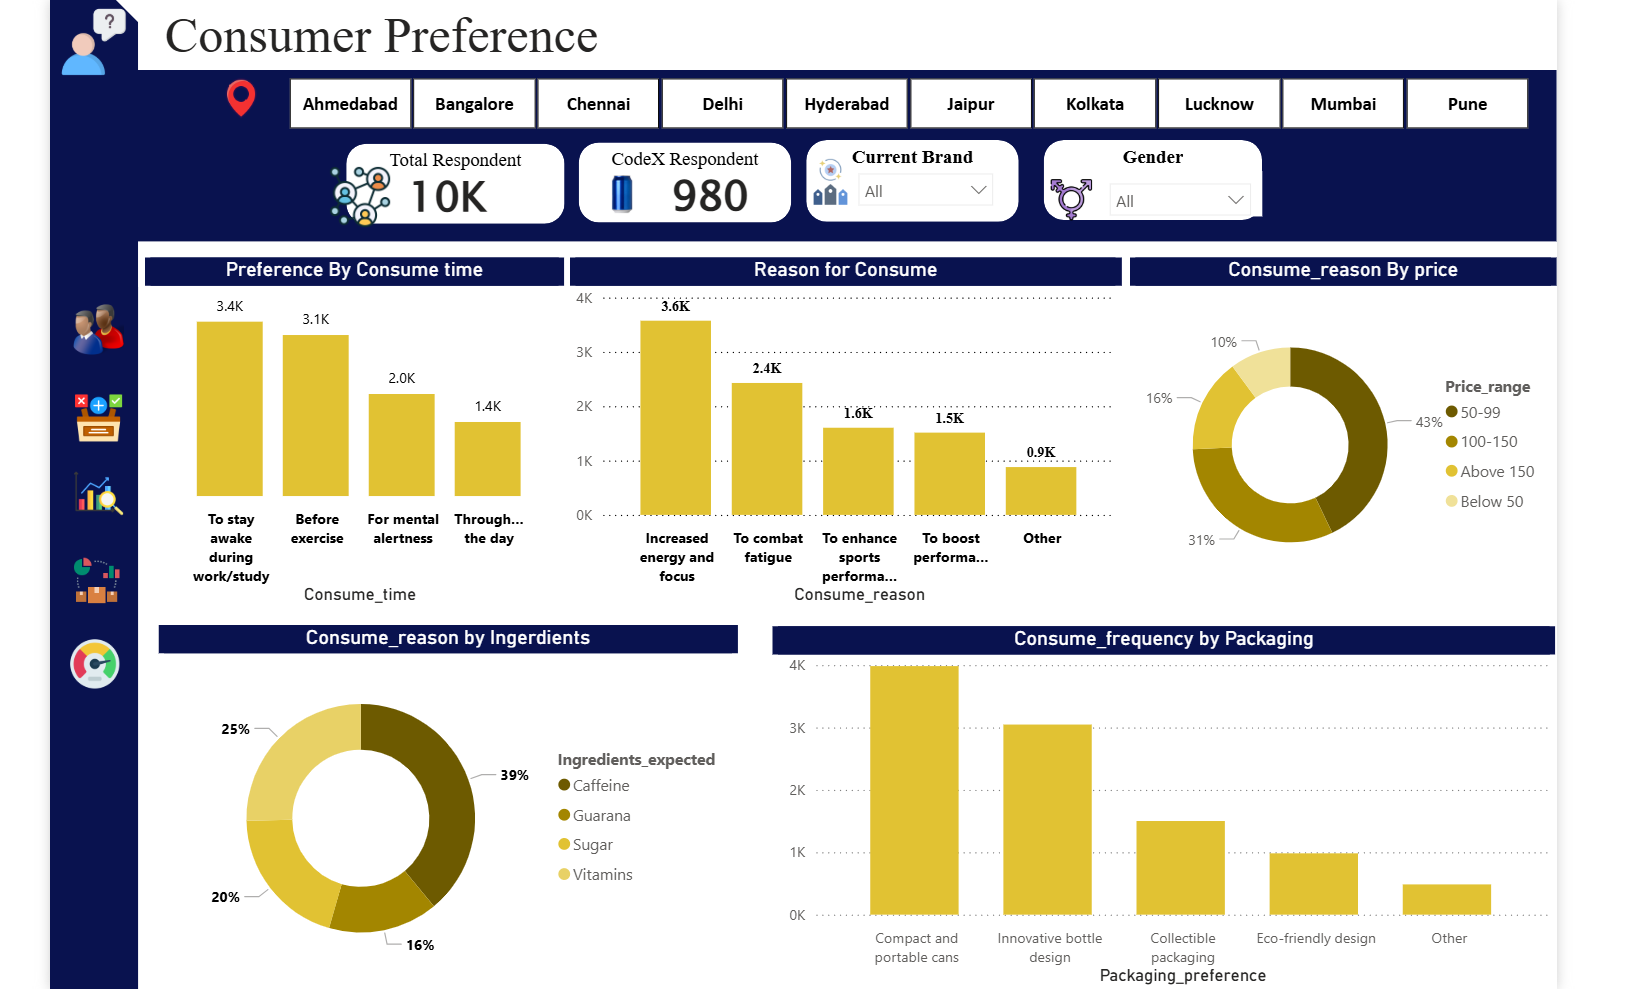 ?
Consumer Preference
Ahmedabad Bangalore Chennai Delhi Hyderabad Jaipur Kolkata Lucknow Mumbai Pune
Total Respondent
10K
CodeX Respondent
980
Current Brand
All
Gender
All
Preference By Consume time
3.4K
3.1K
2.0K
1.4K
To stay
awake
during
work/study
Before
exercise
For mental
alertness
Through...
the day
Consume_time
Reason for Consume
4K
3K
2K
1K
0K
3.6K
2.4K
1.6K
1.5K
0.9K
Increased
energy and
focus
To combat
fatigue
To enhance
sports
performa...
To boost
performa...
Other
Consume_reason
Consume_reason By price
10%
16%
43%
31%
Price_range
50-99
100-150
Above 150
Below 50
Consume_reason by Ingerdients
25%
39%
20%
16%
Ingredients_expected
Caffeine
Guarana
Sugar
Vitamins
Consume_frequency by Packaging
4K
3K
2K
1K
0K
Compact and
portable cans
Innovative bottle
design
Collectible
packaging
Eco-friendly design
Other
Packaging_preference